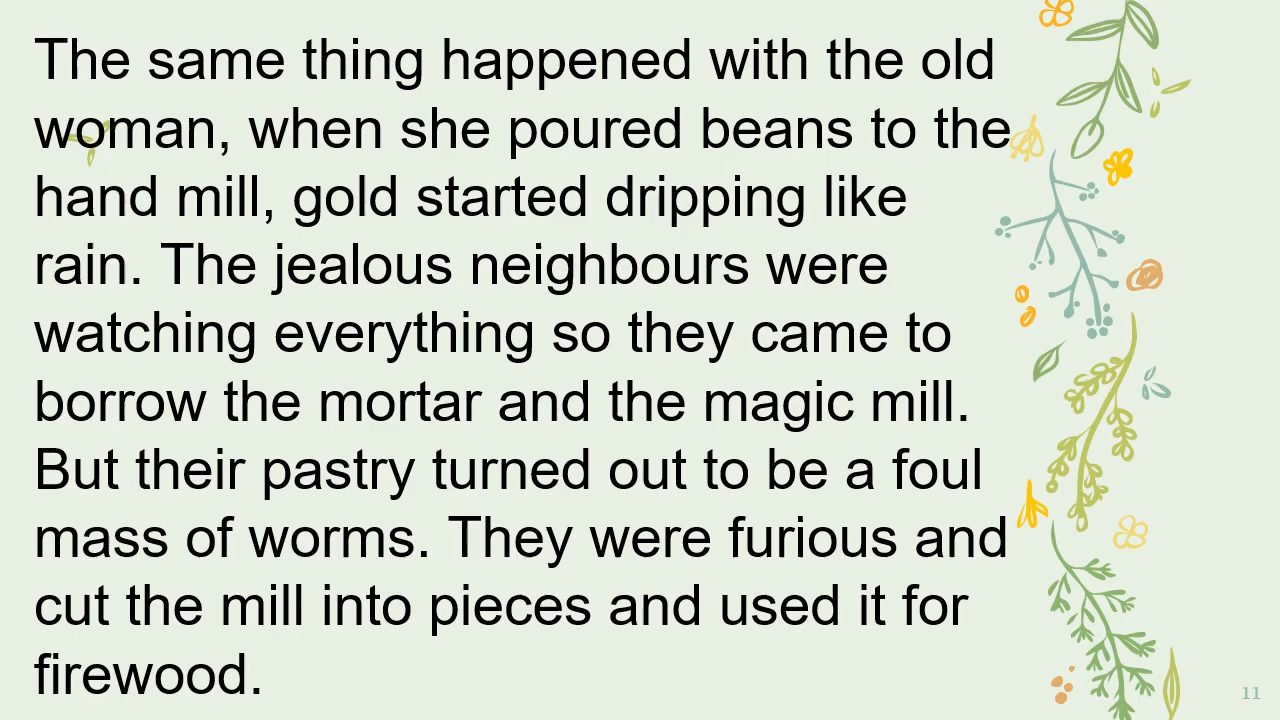 The same thing happened with the old
woman, when she poured beans to the
hand mill, gold started dripping like
rain. The jealous neighbours were
watching everything so they came to
borrow the mortar and the magic mill.
But their pastry turned out to be a foul
mass of worms. They were furious and
cut the mill into pieces and used it for
firewood.
11